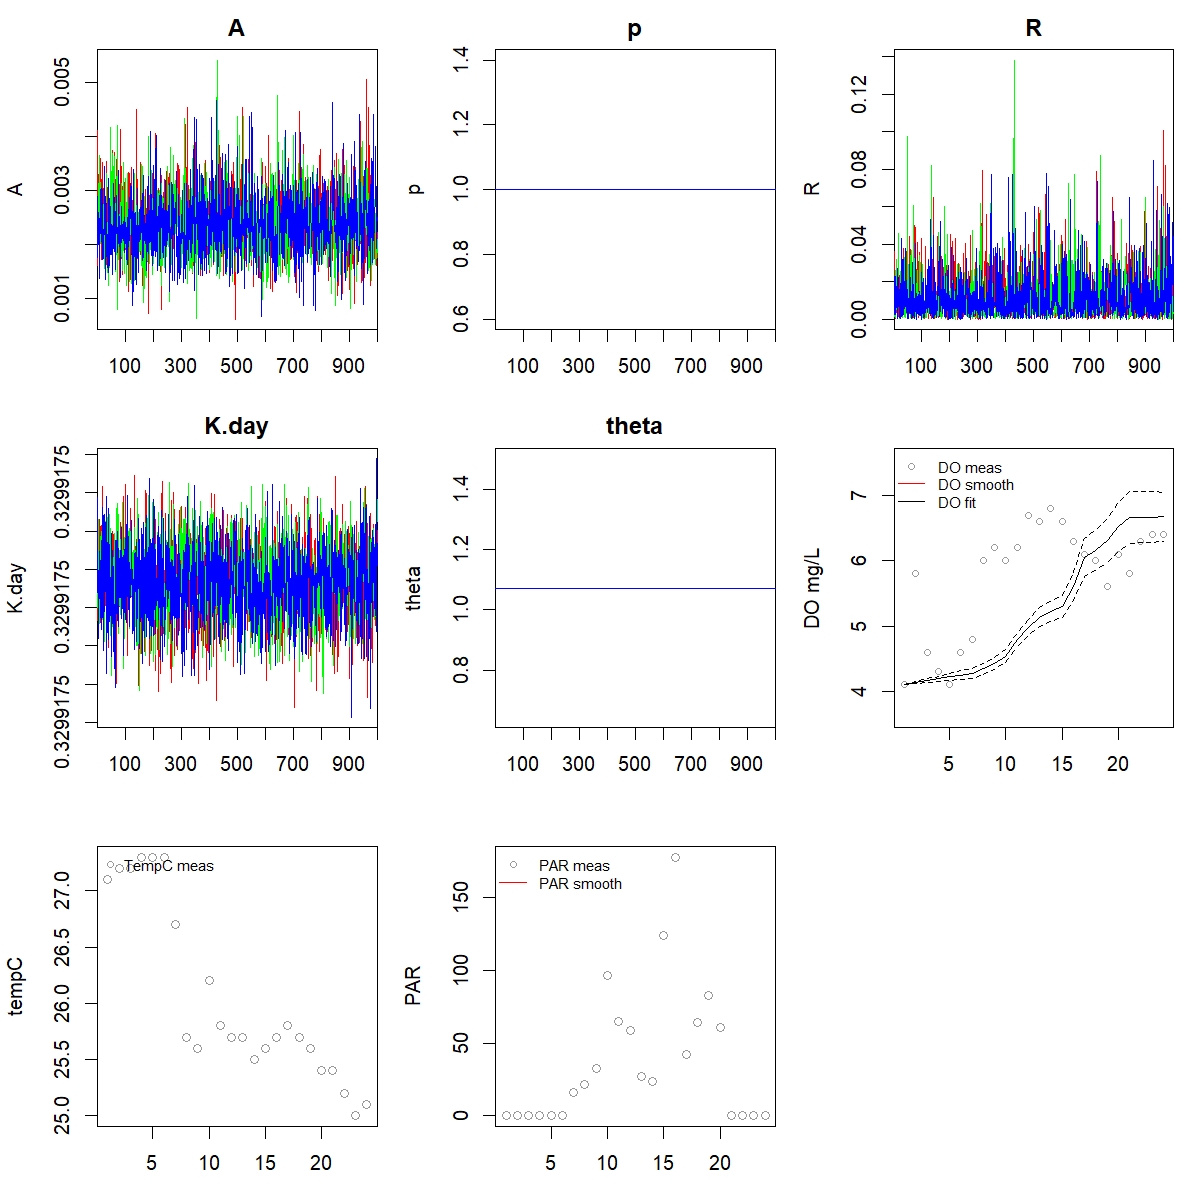 A
A
0.001 0.003 0.005
100 300 500 700 900
p
p
0.6 0.8 1.0 1.2 1.4
100 300 500 700 900
R
R
0.00 0.04 0.08 0.12
100 300 500 700 900
K.day
K.day
0.3299175 0.3299175 0.3299175 0.3299175
100 300 500 700 900
theta
theta
0.8 1.0 1.2 1.4
100 300 500 700 900
DO mg/L
4 5 6 7
DO meas
DO smooth
DO fit
5 10 15 20
tempC
25.0 25.5 26.0 26.5 27.0
TempC meas
5 10 15 20
PAR
0 50 100 150
PAR meas
PAR smooth
5 10 15 20